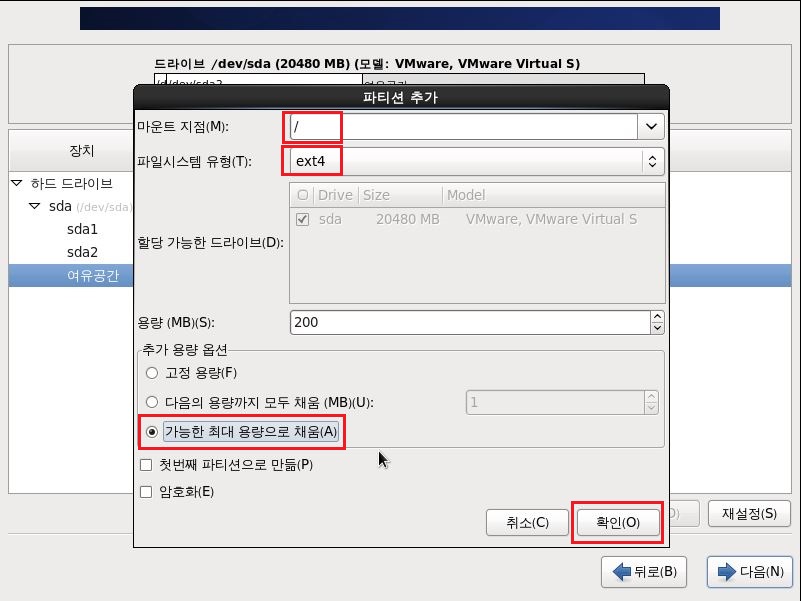 드라이브 /dev/sda (20480 MB) (모델: VMware, VMware Virtual S)
/dev/sda2
여유공간
파티션 추가
마운트 지점(M):
/
파일시스템 유형(T):
ext4
장치
하드 드라이브
sda (/dev/sda)
sda1
sda2
여유공간
할당 가능한 드라이브(D):
Drive Size Model
sda 20480 MB VMware, VMware Virtual S
용량 (MB)(S):
200
추가 용량 옵션
고정 용량(F)
다음의 용량까지 모두 채움 (MB)(U):
1
가능한 최대 용량으로 채움(A)
첫번째 파티션으로 만듦(P)
암호화(E)
취소(C)
확인(O)
재설정(S)
뒤로(B)
다음(N)